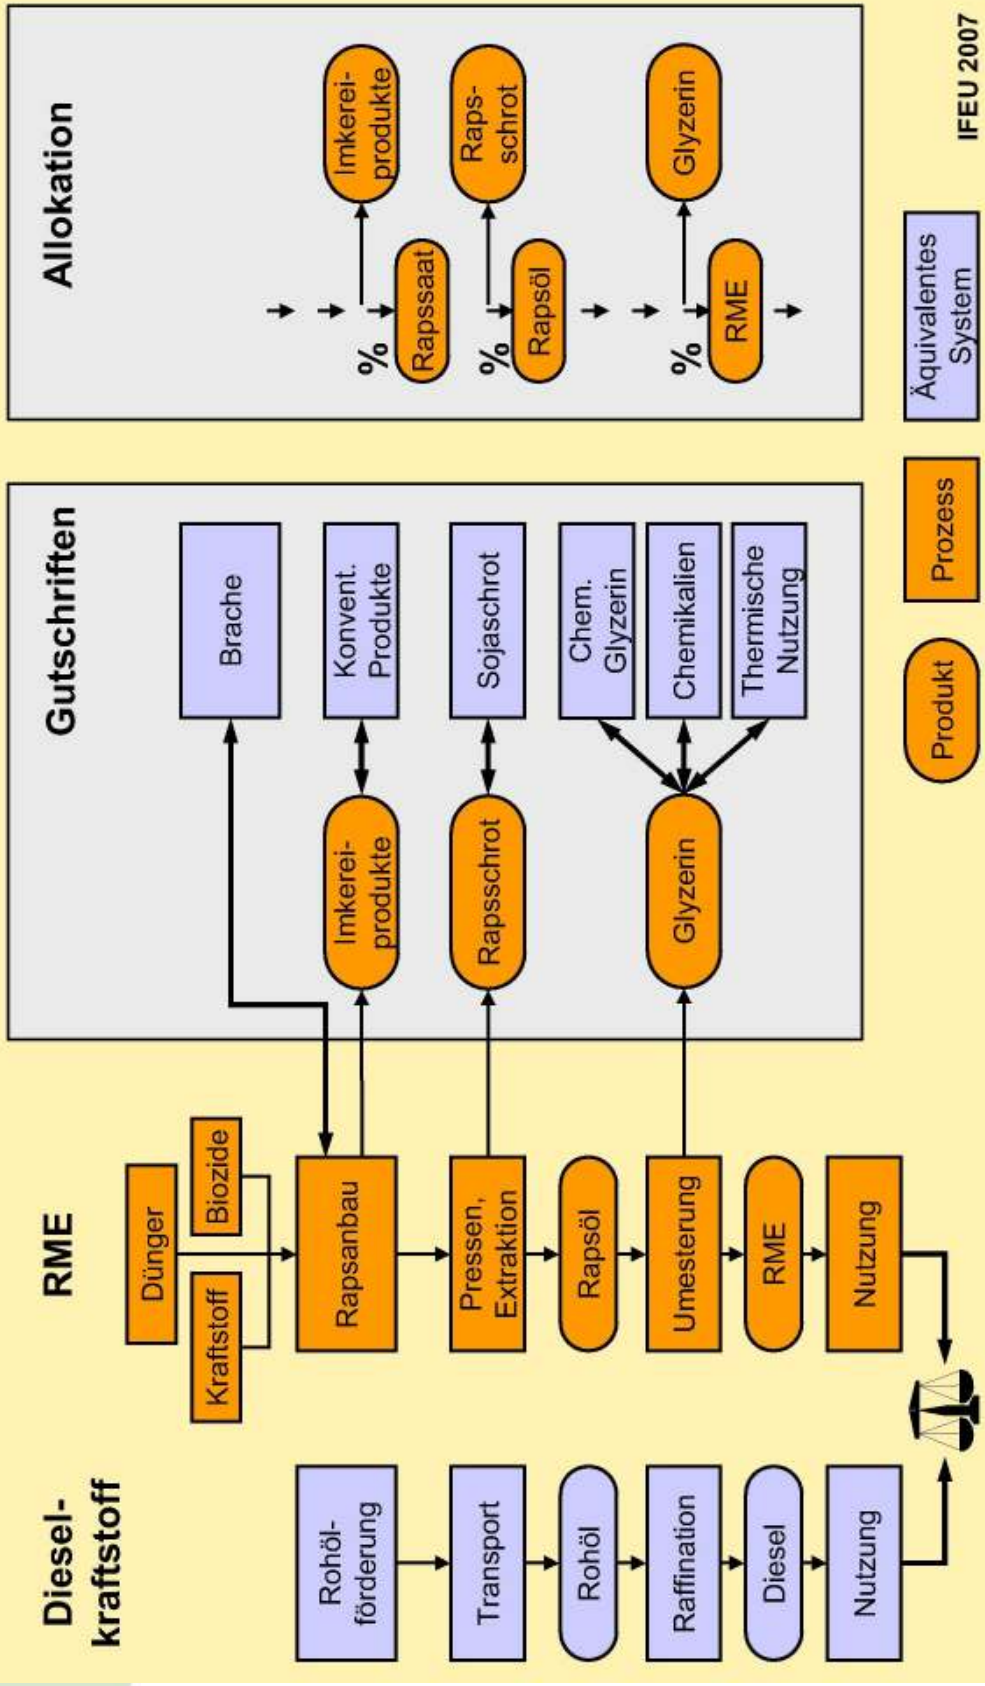 Diesel-
kraftstoff
RME
Gutschriften
Allokation
Rohöl-
förderung
Transport
Rohöl
Raffination
Diesel
Nutzung
Dünger
Kraftstoff
Biozide
Rapsanbau
Pressen,
Extraktion
Rapsöl
Umesterung
RME
Nutzung
Imkerei-
produkte
Rapsschrot
Glyzerin
Brache
Konvent.
Produkte
Sojaschrot
Chem.
Glyzerin
Chemikalien
Thermische
Nutzung
%
Rapssaat
Imkerei-
produkte
%
Rapsöl
Raps-
schrot
%
RME
Glyzerin
Produkt
Prozess
Äquivalentes
System
IFEU 2007